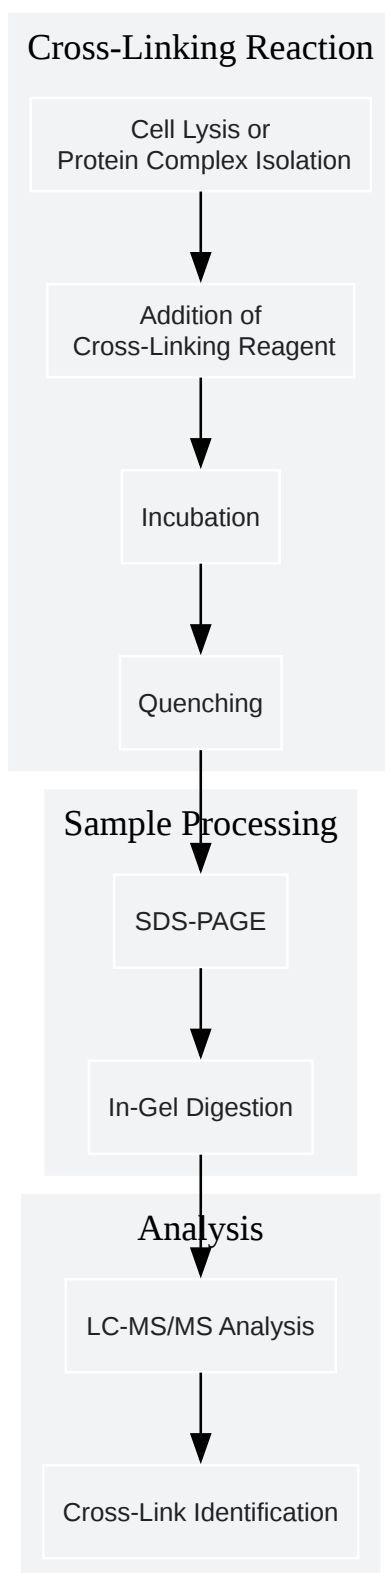 Cross-Linking Reaction
Cell Lysis or
Protein Complex Isolation
Addition of
Cross-Linking Reagent
Incubation
Quenching
Sample Processing
SDS-PAGE
In-Gel Digestion
Analysis
LC-MS/MS Analysis
Cross-Link Identification